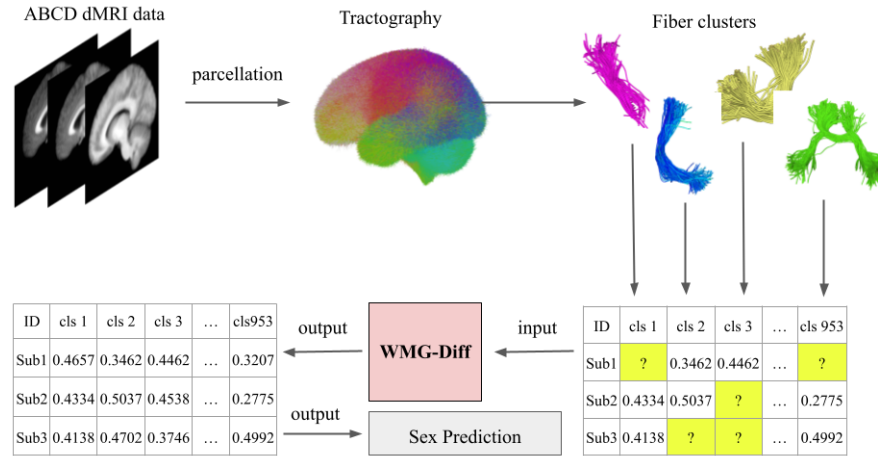 ABCD dMRI data
Tractography
Fiber clusters
parcellation
ID cls 1 cls 2 cls 3 … cls953
Sub1 0.4657 0.3462 0.4462 … 0.3207
Sub2 0.4334 0.5037 0.4538 … 0.2775
Sub3 0.4138 0.4702 0.3746 … 0.4992
output
WMG-Diff
input
output
Sex Prediction
ID cls 1 cls 2 cls 3 … cls 953
Sub1 ? 0.3462 0.4462 … ?
Sub2 0.4334 0.5037 ? … 0.2775
Sub3 0.4138 ? ? … 0.4992